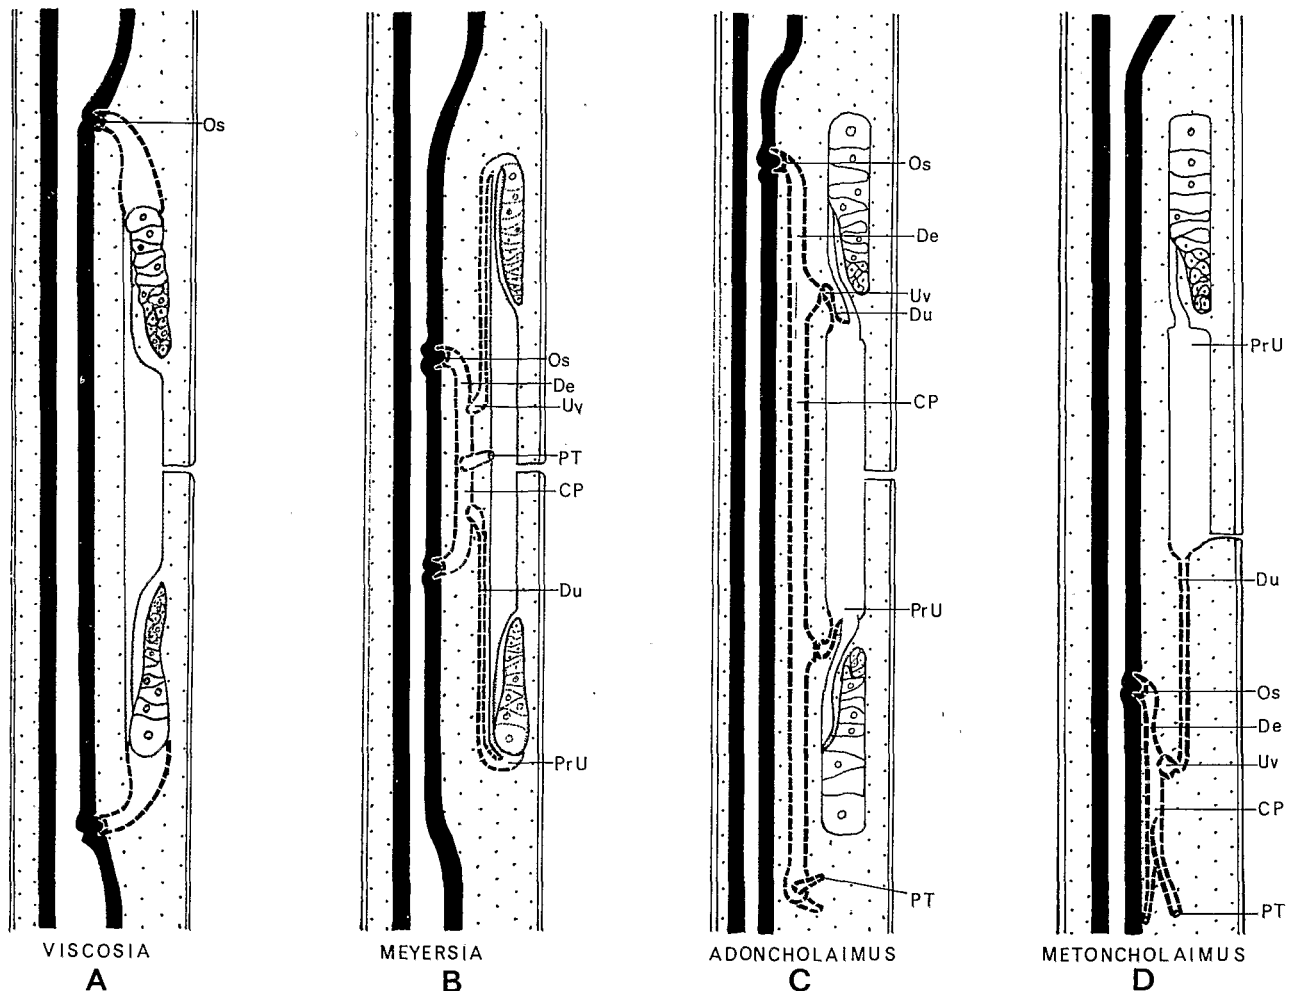 Os
VISCOSIA
A
Os
De
Uv
PT
CP
Du
PrU
MEYERSIA
B
Os
De
Uv
Du
CP
PrU
PT
ADONCHOLAIMUS
C
PrU
Du
Os
De
Uv
CP
PT
METONCHOLAIMUS
D